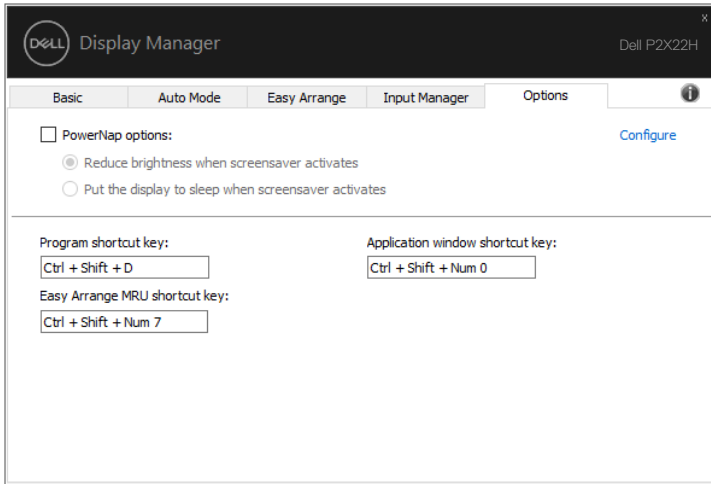 DELL Display Manager
x
Dell P2X22H
Basic Auto Mode Easy Arrange Input Manager Options i
PowerNap options: Configure
Reduce brightness when screensaver activates
Put the display to sleep when screensaver activates
Program shortcut key: Application window shortcut key:
Ctrl + Shift + D Ctrl + Shift + Num 0
Easy Arrange MRU shortcut key:
Ctrl + Shift + Num 7